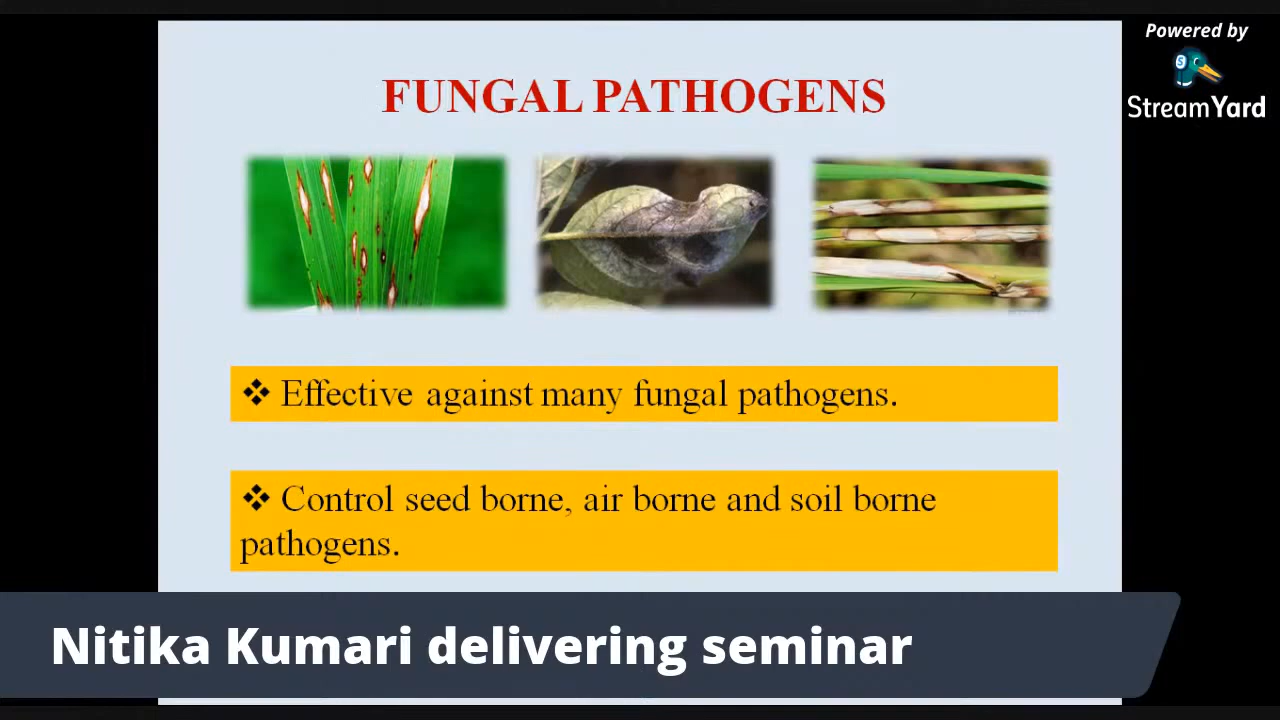 Powered by
StreamYard
FUNGAL PATHOGENS
❖ Effective against many fungal pathogens.
❖ Control seed borne, air borne and soil borne
pathogens.
Nitika Kumari delivering seminar